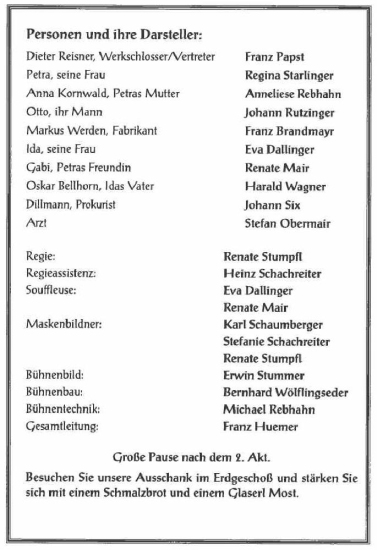 Personen und ihre Darsteller:
Dieter Reisner, Werkschlosser/Vertreter Franz Papst
Petra, seine Frau Regina Starlinger
Anna Kornwald, Petras Mutter Anneliese Rebhahn
Otto, ihr Mann Johann Rutzinger
Markus Werden, Fabrikant Franz Brandmayr
Ida, seine Frau Eva Dallinger
Gabi, Petras Freundin Renate Mair
Oskar Bellhorn, Idas Vater Harald Wagner
Dillmann, Prokurist Johann Six
Arzt Stefan Obermair
Regie: Renate Stumpfl
Regieassistenz: Heinz Schachreiter
Souffleuse: Eva Dallinger
Renate Mair
Maskenbildner: Karl Schaumberger
Stefanie Schachreiter
Renate Stumpfl
Bühnenbild: Erwin Stummer
Bühnenbau: Bernhard Wölflingseder
Bühnentechnik: Michael Rebhahn
Gesamtleitung: Franz Huemer
Große Pause nach dem 2. Akt.
Besuchen Sie unsere Ausschank im Erdgeschoß und stärken Sie
sich mit einem Schmalzbrot und einem Glaserl Most.